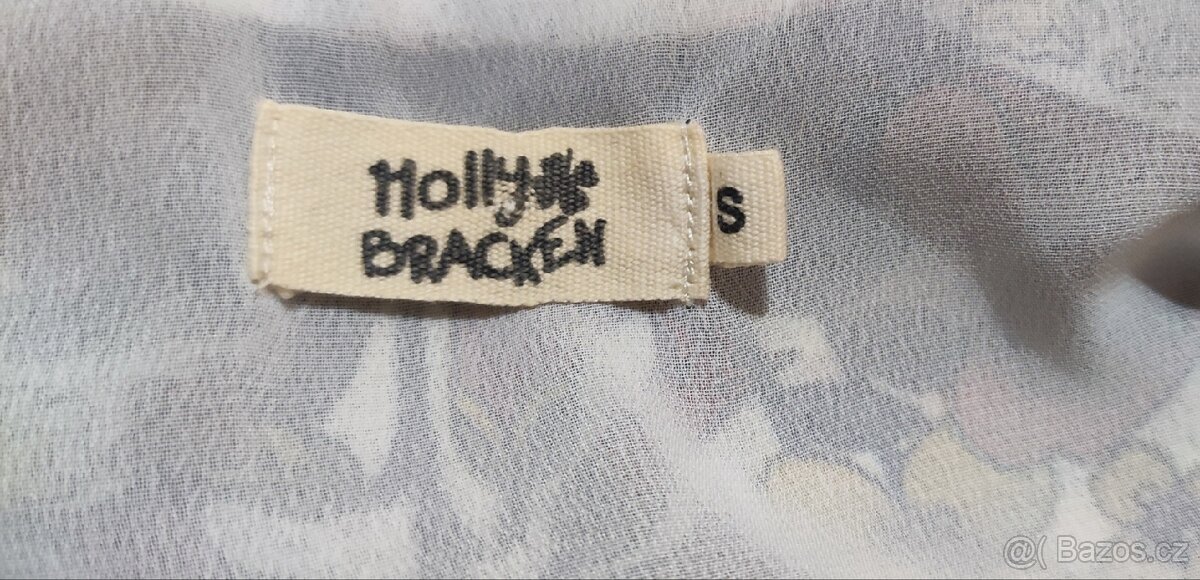 Holly
BRACKEN
S
@( Bazos.cz